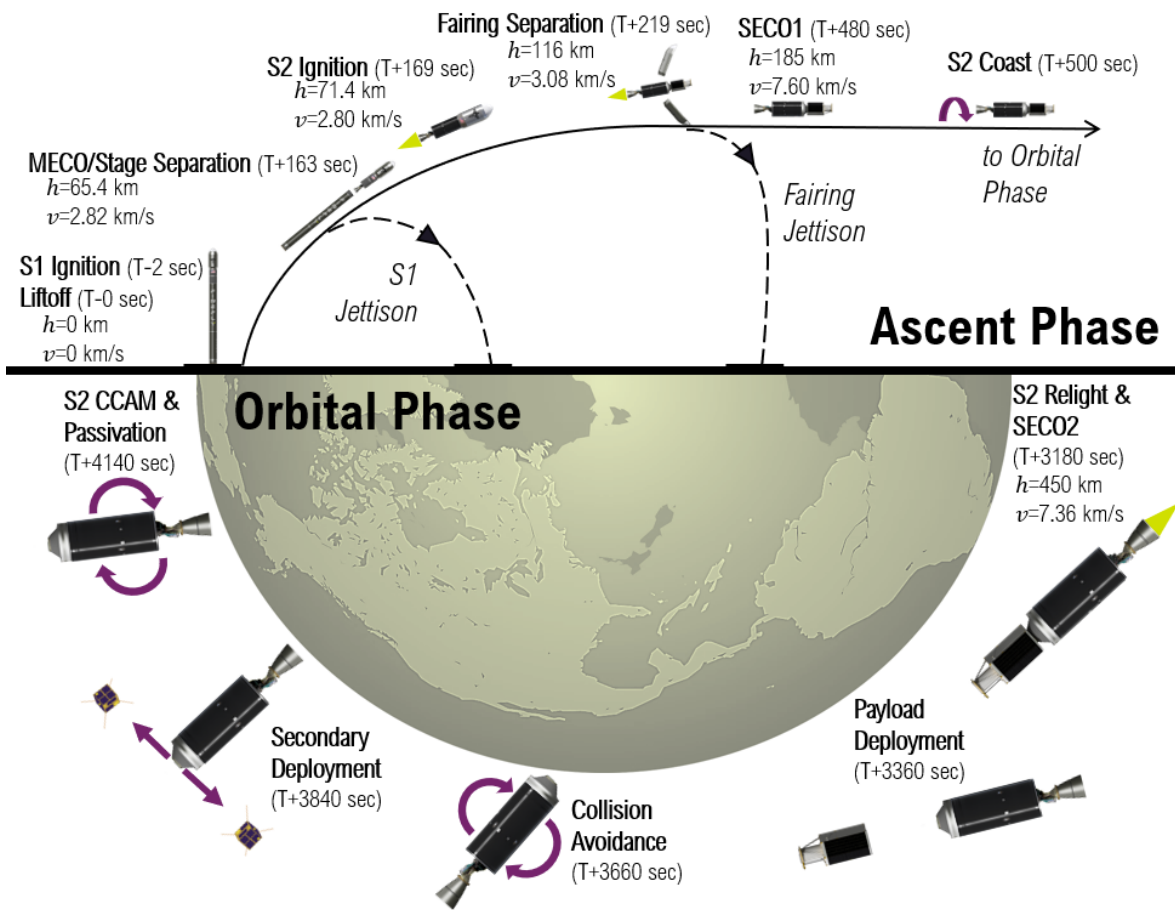 Fairing Separation (T+219 sec)
h=116 km
v=3.08 km/s
SECO1 (T+480 sec)
h=185 km
v=7.60 km/s
S2 Ignition (T+169 sec)
h=71.4 km
v=2.80 km/s
S2 Coast (T+500 sec)
MECO/Stage Separation (T+163 sec)
h=65.4 km
v=2.82 km/s
to Orbital
Phase
Fairing
Jettison
S1 Ignition (T-2 sec)
Liftoff (T-0 sec)
h=0 km
v=0 km/s
S1
Jettison
Ascent Phase
Orbital Phase
S2 CCAM &
Passivation
(T+4140 sec)
S2 Relight &
SECO2
(T+3180 sec)
h=450 km
v=7.36 km/s
Secondary
Deployment
(T+3840 sec)
Collision
Avoidance
(T+3660 sec)
Payload
Deployment
(T+3360 sec)